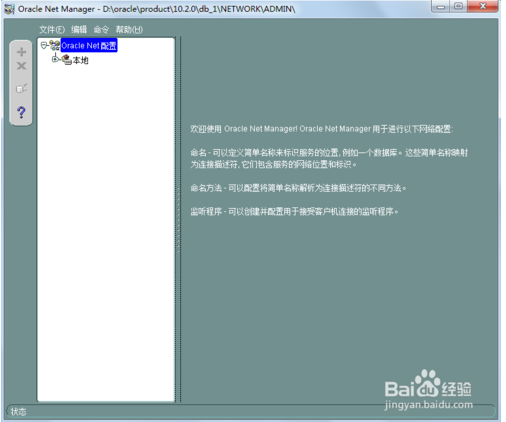 Oracle Net Manager - D:\oracle\product\10.2.0\db_1\NETWORK\ADMIN\
文件(F) 编辑 命令 帮助(H)
Oracle Net 配置
本地
欢迎使用 Oracle Net Manager! Oracle Net Manager 用于进行以下网络配置:
命名 - 可以定义简单名称来标识服务的位置, 例如一个数据库。这些简单名称映射
为连接描述符, 它们包含服务的网络位置和标识。
命名方法 - 可以配置将简单名称解析为连接描述符的不同方法。
监听程序 - 可以创建并配置用于接受客户机连接的监听程序。
Baidu 经验
jingyan.baidu.com
状态